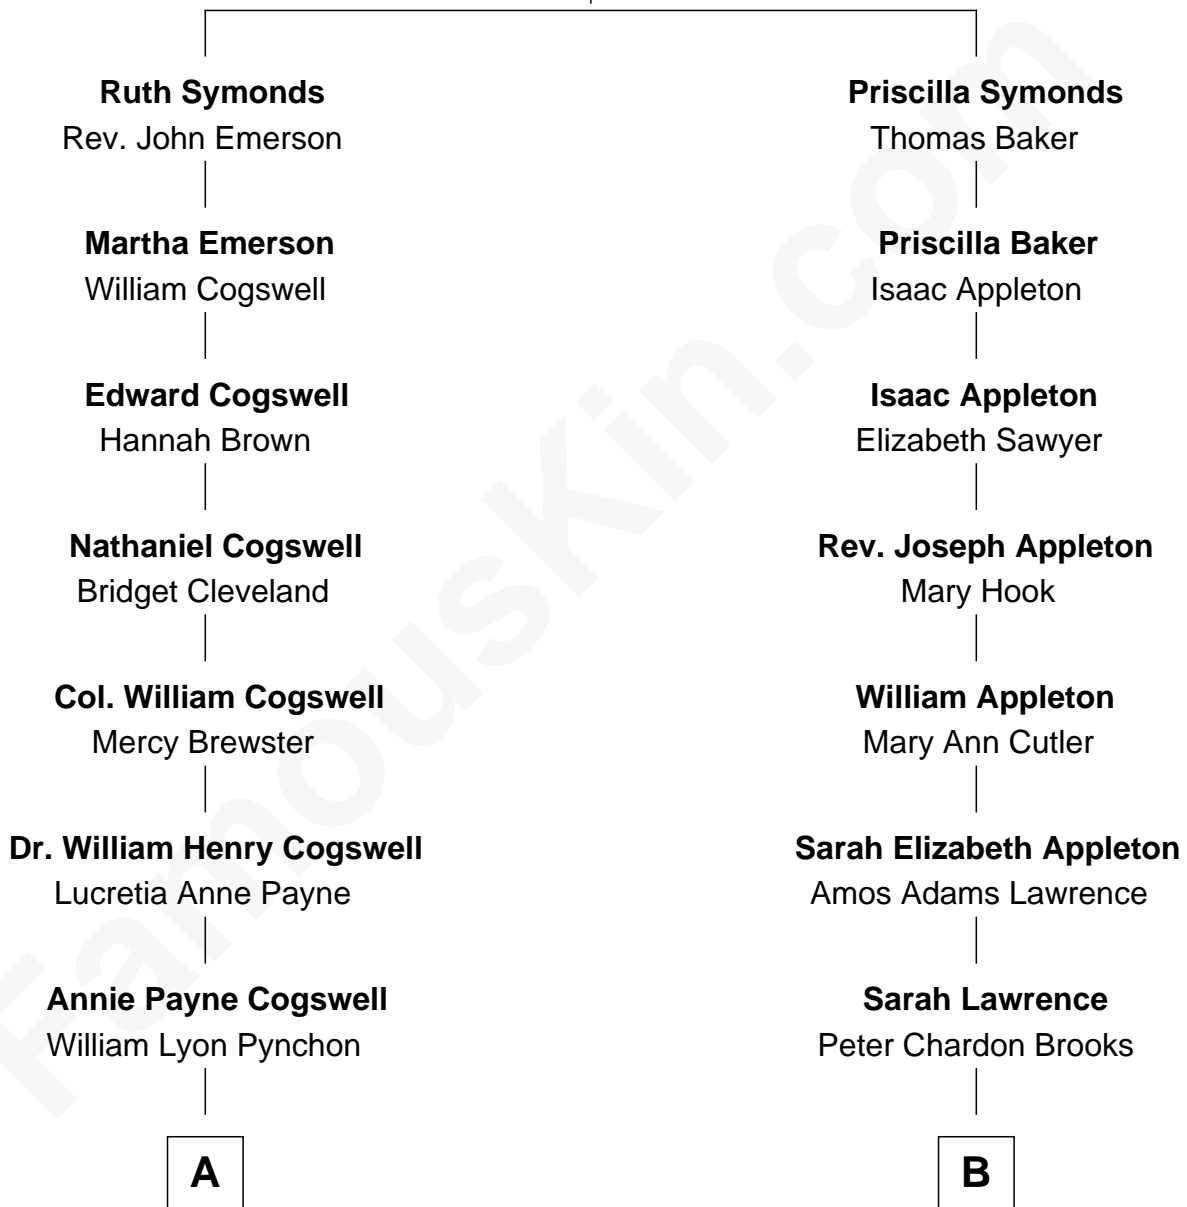 Ruth Symonds
Rev. John Emerson
Martha Emerson
William Cogswell
Edward Cogswell
Hannah Brown
Nathaniel Cogswell
Bridget Cleveland
Col. William Cogswell
Mercy Brewster
Dr. William Henry Cogswell
Lucretia Anne Payne
Annie Payne Cogswell
William Lyon Pynchon
A
Priscilla Symonds
Thomas Baker
Priscilla Baker
Isaac Appleton
Isaac Appleton
Elizabeth Sawyer
Rev. Joseph Appleton
Mary Hook
William Appleton
Mary Ann Cutler
Sarah Elizabeth Appleton
Amos Adams Lawrence
Sarah Lawrence
Peter Chardon Brooks
B
FamousKin.com